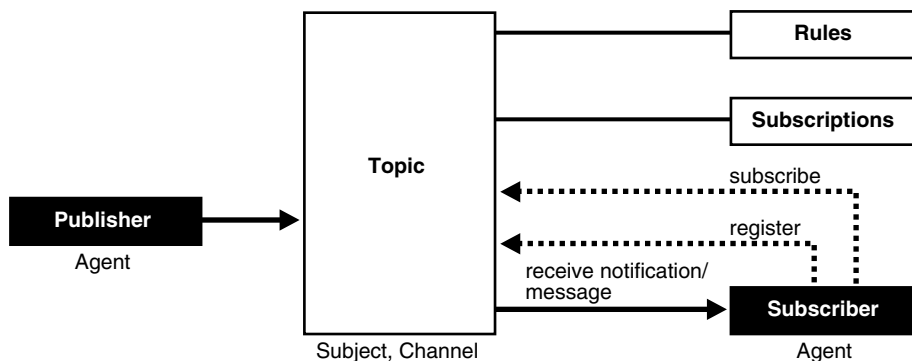 Rules
Subscriptions
Topic
subscribe
Publisher
register
Agent
receive notification/
message
Subscriber
Subject, Channel
Agent